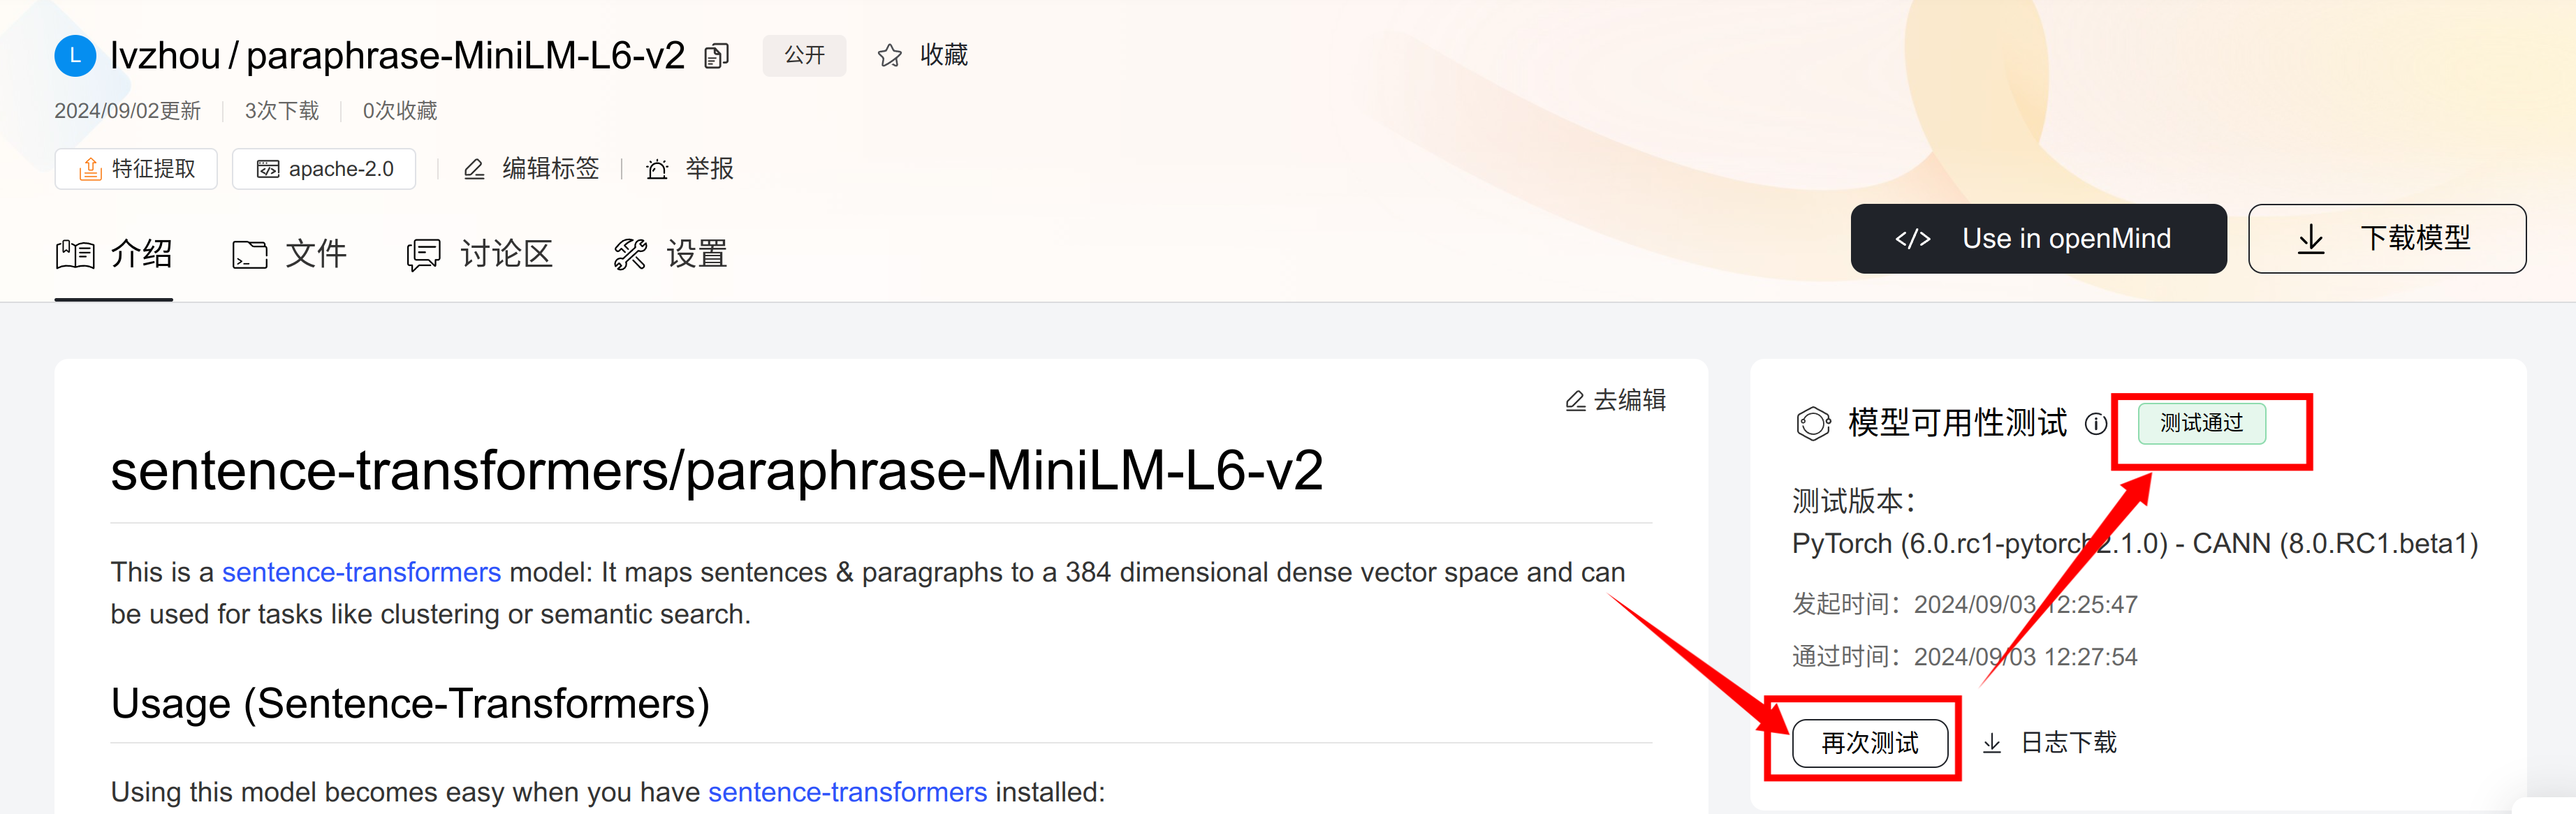 L lvzhou / paraphrase-MiniLM-L6-v2 公开 收藏
2024/09/02更新 3次下载 0次收藏
特征提取 apache-2.0 编辑标签 举报
介绍 文件 讨论区 设置
</> Use in openMind 下载模型
去编辑
sentence-transformers/paraphrase-MiniLM-L6-v2
This is a sentence-transformers model: It maps sentences & paragraphs to a 384 dimensional dense vector space and can
be used for tasks like clustering or semantic search.
Usage (Sentence-Transformers)
Using this model becomes easy when you have sentence-transformers installed:
模型可用性测试 测试通过
测试版本：
PyTorch (6.0.rc1-pytorch2.1.0) - CANN (8.0.RC1.beta1)
发起时间：2024/09/03 12:25:47
通过时间：2024/09/03 12:27:54
再次测试 日志下载